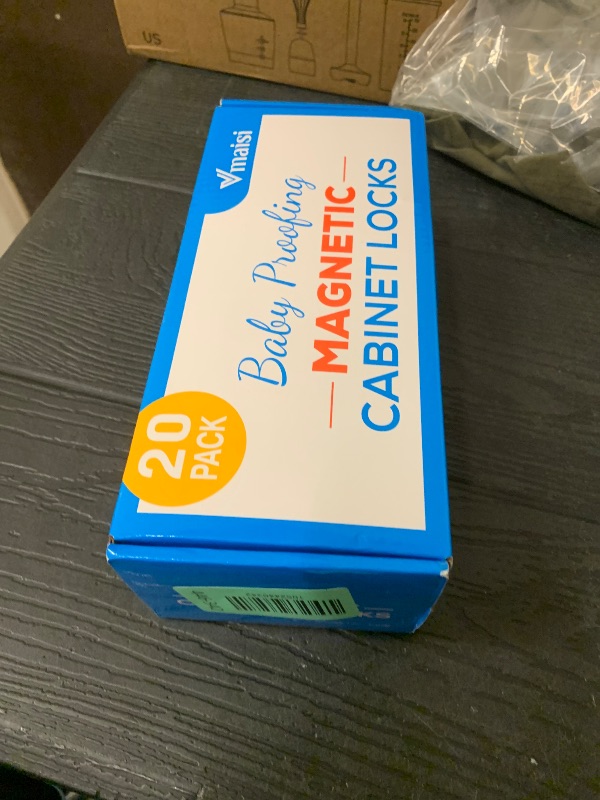 Vmaisi
Baby Proofing
MAGNETIC
CABINET LOCKS
20
PACK
US